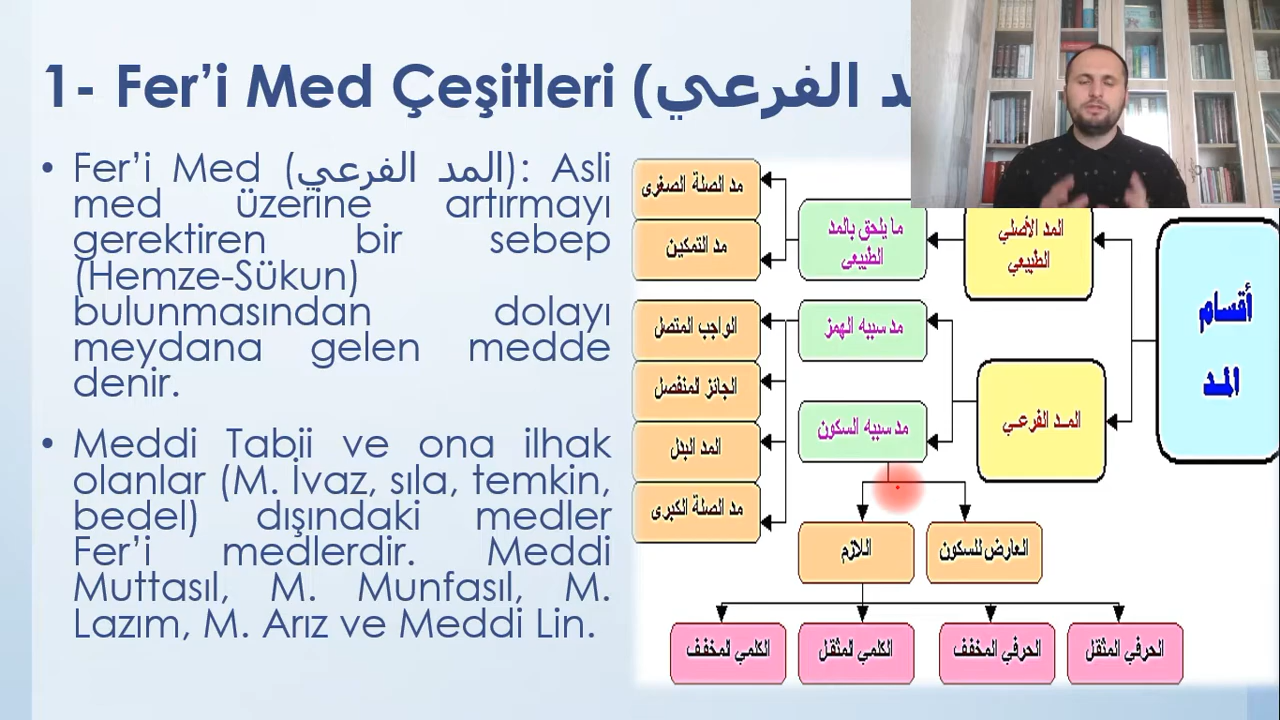 1- Fer’i Med Çeşitleri (المد الفرعي
• Fer’i Med (المد الفرعي): Asli
med üzerine artırmayı
gerektiren bir sebep
(Hemze-Sükun)
bulunmasından dolayı
meydana gelen medde
denir.
• Meddi Tabii ve ona ilhak
olanlar (M. İvaz, sıla, temkin,
bedel) dışındaki medler
Fer’i medlerdir. Meddi
Muttasıl, M. Munfasıl, M.
Lazım, M. Arız ve Meddi Lin.
أقسام
المد
المد الأصلي
الطبيعي
ما يلحق بالمد
الطبيعى
مد الصلة الصغرى
مد التمكين
المـد الفرعـي
مد سببه الهمز
الواجب المتصل
الجائز المنفصل
المد البدل
مد الصلة الكبرى
مد سببه السكون
العارض للسكون
اللازم
الحرفي المثقل
الحرفي المخفف
الكلمي المثقل
الكلمي المخفف